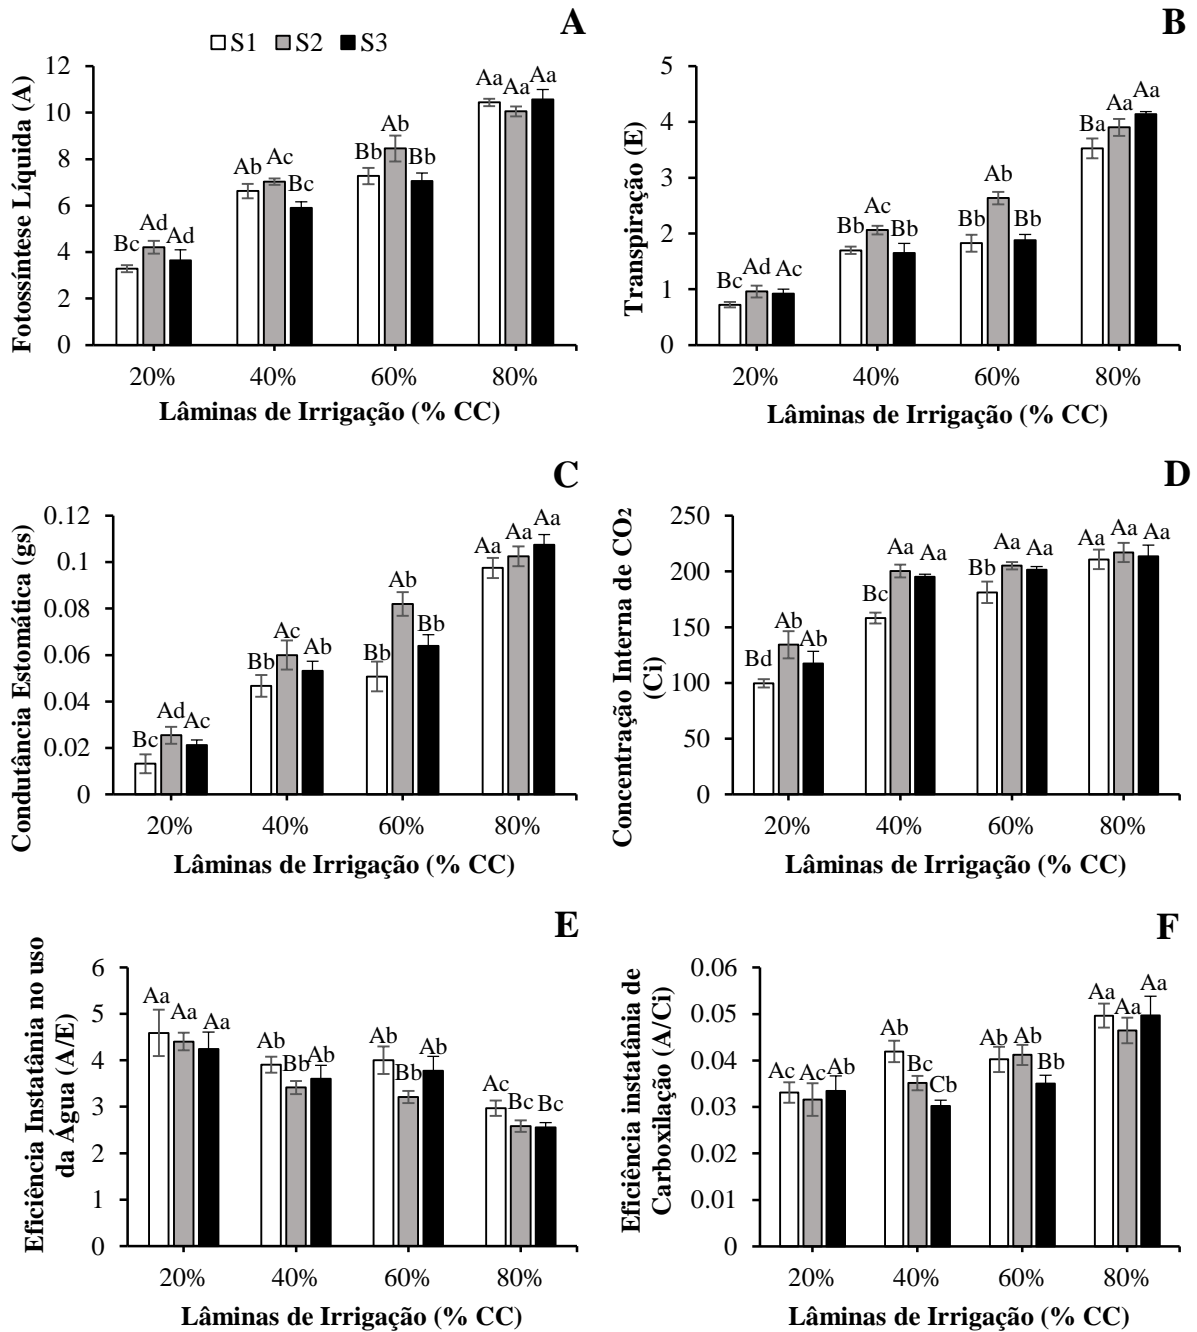 A
S1 S2 S3
Fotossíntese Líquida (A)
12
10
8
6
4
2
0
Bc Ad Ad
Ab Ac Bc
Bb Ab Bb
Aa Aa Aa
20% 40% 60% 80%
Lâminas de Irrigação (% CC)
B
Transpiração (E)
5
4
3
2
1
0
Bc Ad Ac
Bb Ac Bb
Bb Ab Bb
Ba Aa Aa
20% 40% 60% 80%
Lâminas de Irrigação (% CC)
C
Condutância Estomática (gs)
0.12
0.1
0.08
0.06
0.04
0.02
0
Bc Ad Ac
Bb Ac Ab
Bb Ab Bb
Aa Aa Aa
20% 40% 60% 80%
Lâminas de Irrigação (% CC)
D
Concentração Interna de CO2
(Ci)
250
200
150
100
50
0
Bd Ab Ab
Bc Aa Aa
Bb Aa Aa
Aa Aa Aa
20% 40% 60% 80%
Lâminas de Irrigação (% CC)
E
Eficiência Instatânia no uso
da Água (A/E)
6
5
4
3
2
1
0
Aa Aa Aa
Ab Bb Ab
Ab Bb Ab
Ac Bc Bc
20% 40% 60% 80%
Lâminas de Irrigação (% CC)
F
Eficiência instatânia de
Carboxilação (A/Ci)
0.06
0.05
0.04
0.03
0.02
0.01
0
Ac Ac Ab
Ab Bc Cb
Ab Ab Bb
Aa Aa Aa
20% 40% 60% 80%
Lâminas de Irrigação (% CC)